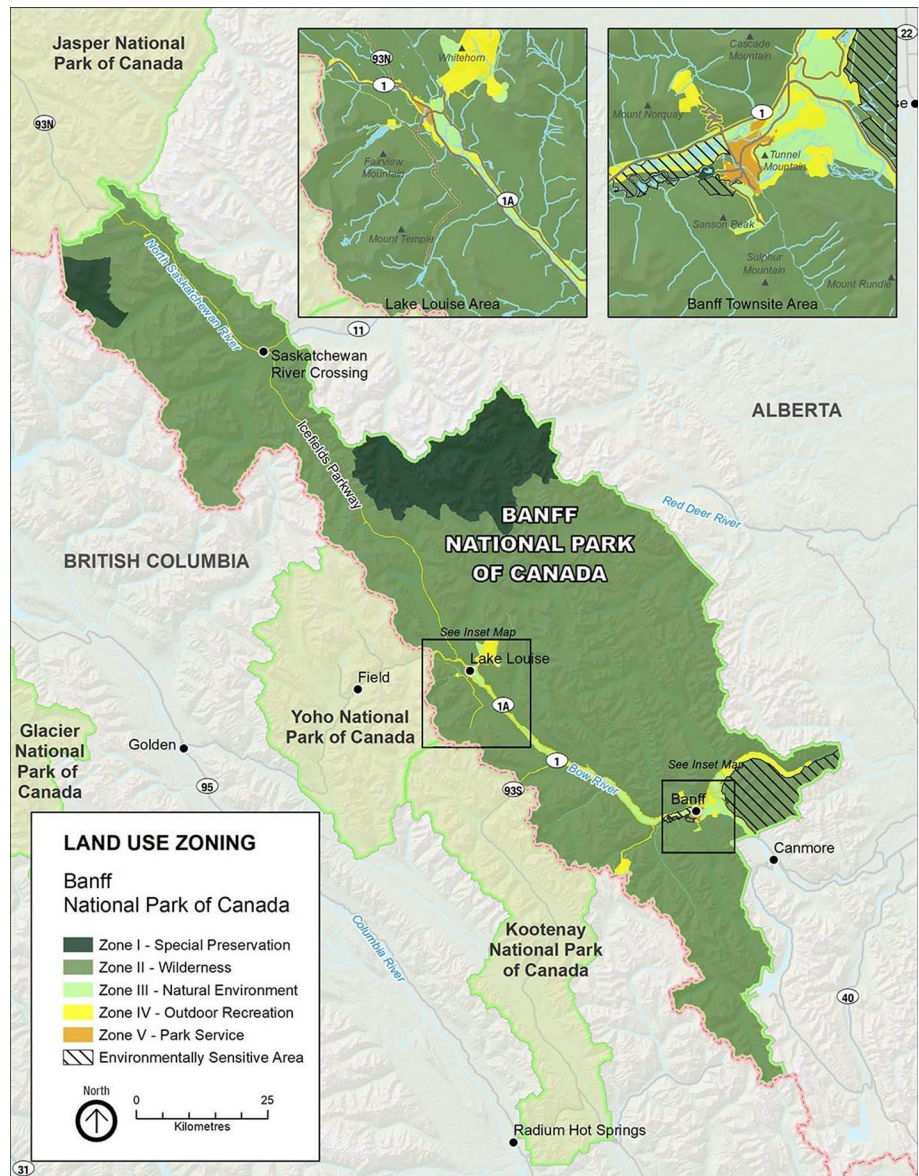 Jasper National
Park of Canada
93N
93N
1
Whitehorn
Fairview
Mountain
1A
Mount Temple
Lake Louise Area
Cascade
Mountain
Mount Norquay
1
Tunnel
Mountain
Sanson Peak
Sulphur
Mountain
Mount Rundle
Banff Townsite Area
22
se
North Saskatchewan River
11
Saskatchewan
River Crossing
Icefields Parkway
ALBERTA
Red Deer River
BANFF
NATIONAL PARK
OF CANADA
BRITISH COLUMBIA
See Inset Map
Lake Louise
Field
1A
Yoho National
Park of Canada
Glacier
National
Park of
Canada
Golden
95
1
Bow River
93S
See Inset Map
Banff
Canmore
Kootenay
National Park
of Canada
Columbia River
40
Radium Hot Springs
31
LAND USE ZONING
Banff
National Park of Canada
Zone I - Special Preservation
Zone II - Wilderness
Zone III - Natural Environment
Zone IV - Outdoor Recreation
Zone V - Park Service
Environmentally Sensitive Area
North
0 25
Kilometres